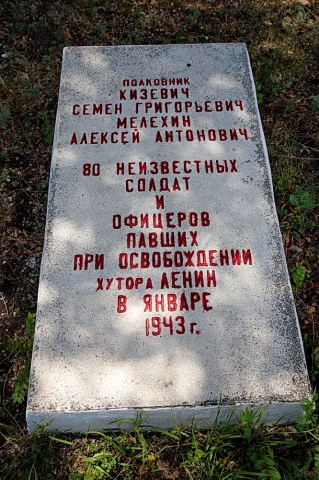 ПОЛКОВНИК
КИЗЕВИЧ
СЕМЕН ГРИГОРЬЕВИЧ
МЕЛЕХИН
АЛЕКСЕЙ АНТОНОВИЧ
80 НЕИЗВЕСТНЫХ
СОЛДАТ
И
ОФИЦЕРОВ
ПАВШИХ
ПРИ ОСВОБОЖДЕНИИ
ХУТОРА ЛЕНИН
В ЯНВАРЕ
1943 г.